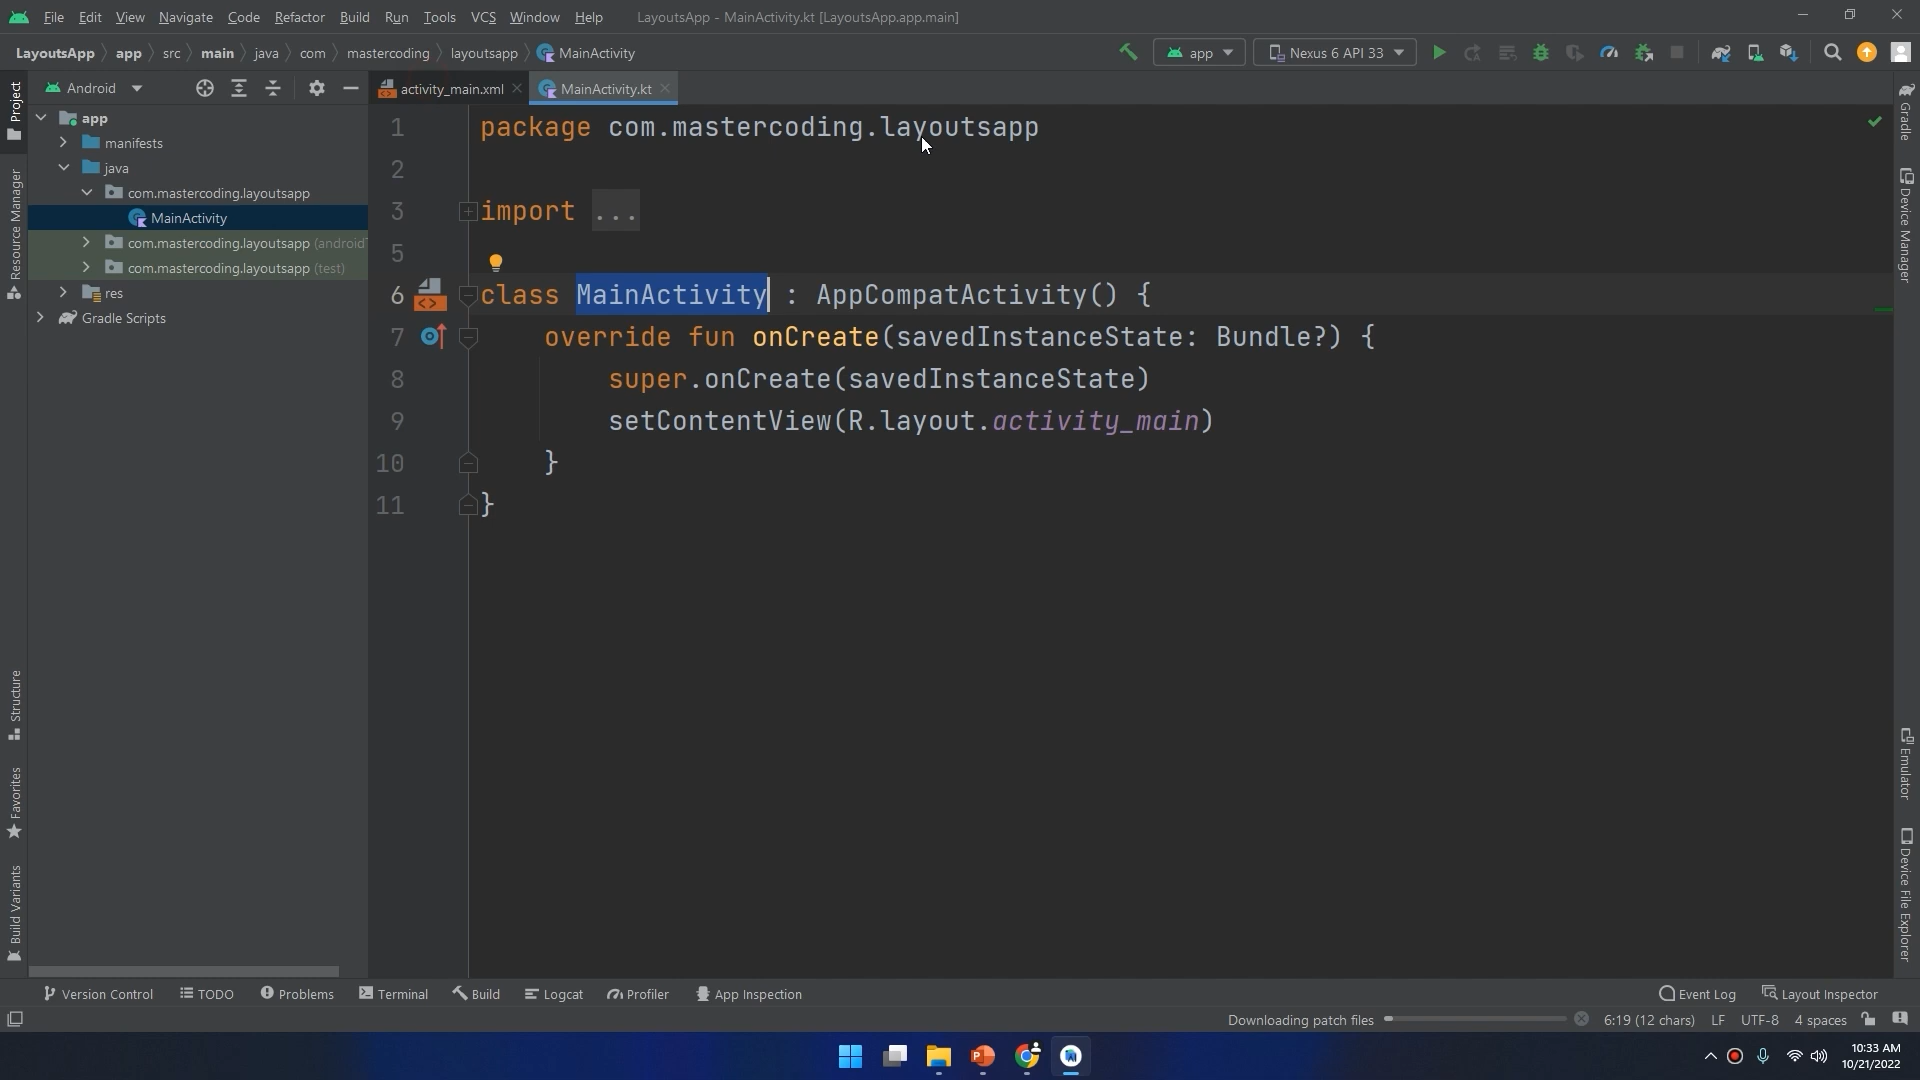 File Edit View Navigate Code Refactor Build Run Tools VCS Window Help LayoutsApp - MainActivity.kt [LayoutsApp.app.main]
LayoutsApp app src main java com mastercoding layoutsapp MainActivity app Nexus 6 API 33
Project
Resource Manager
Structure
Favorites
Build Variants
Android
app
manifests
java
com.mastercoding.layoutsapp
MainActivity
com.mastercoding.layoutsapp (android
com.mastercoding.layoutsapp (test)
res
Gradle Scripts
activity_main.xml MainActivity.kt
1 package com.mastercoding.layoutsapp
2
3 import ...
5
6 class MainActivity : AppCompatActivity() {
7 override fun onCreate(savedInstanceState: Bundle?) {
8 super.onCreate(savedInstanceState)
9 setContentView(R.layout.activity_main)
10 }
11 }
Gradle
Device Manager
Emulator
Device File Explorer
Version Control TODO Problems Terminal Build Logcat Profiler App Inspection Event Log Layout Inspector
Downloading patch files 6:19 (12 chars) LF UTF-8 4 spaces
10:33 AM
10/21/2022